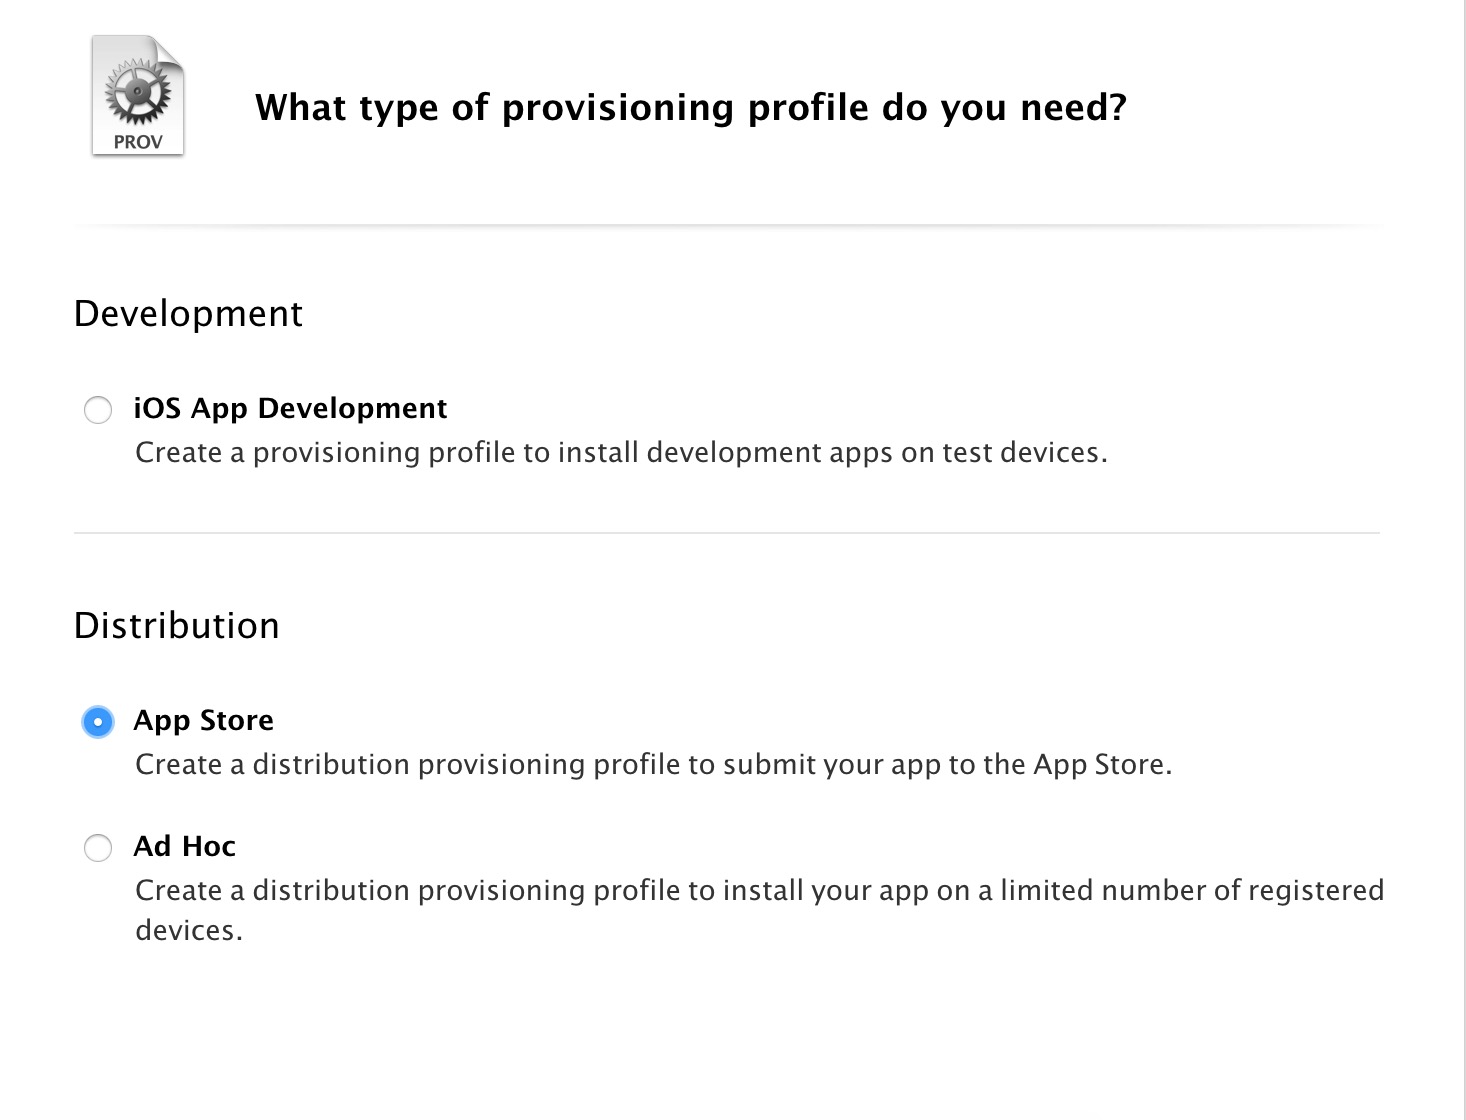 PROV
What type of provisioning profile do you need?
Development
iOS App Development
Create a provisioning profile to install development apps on test devices.
Distribution
App Store
Create a distribution provisioning profile to submit your app to the App Store.
Ad Hoc
Create a distribution provisioning profile to install your app on a limited number of registered
devices.